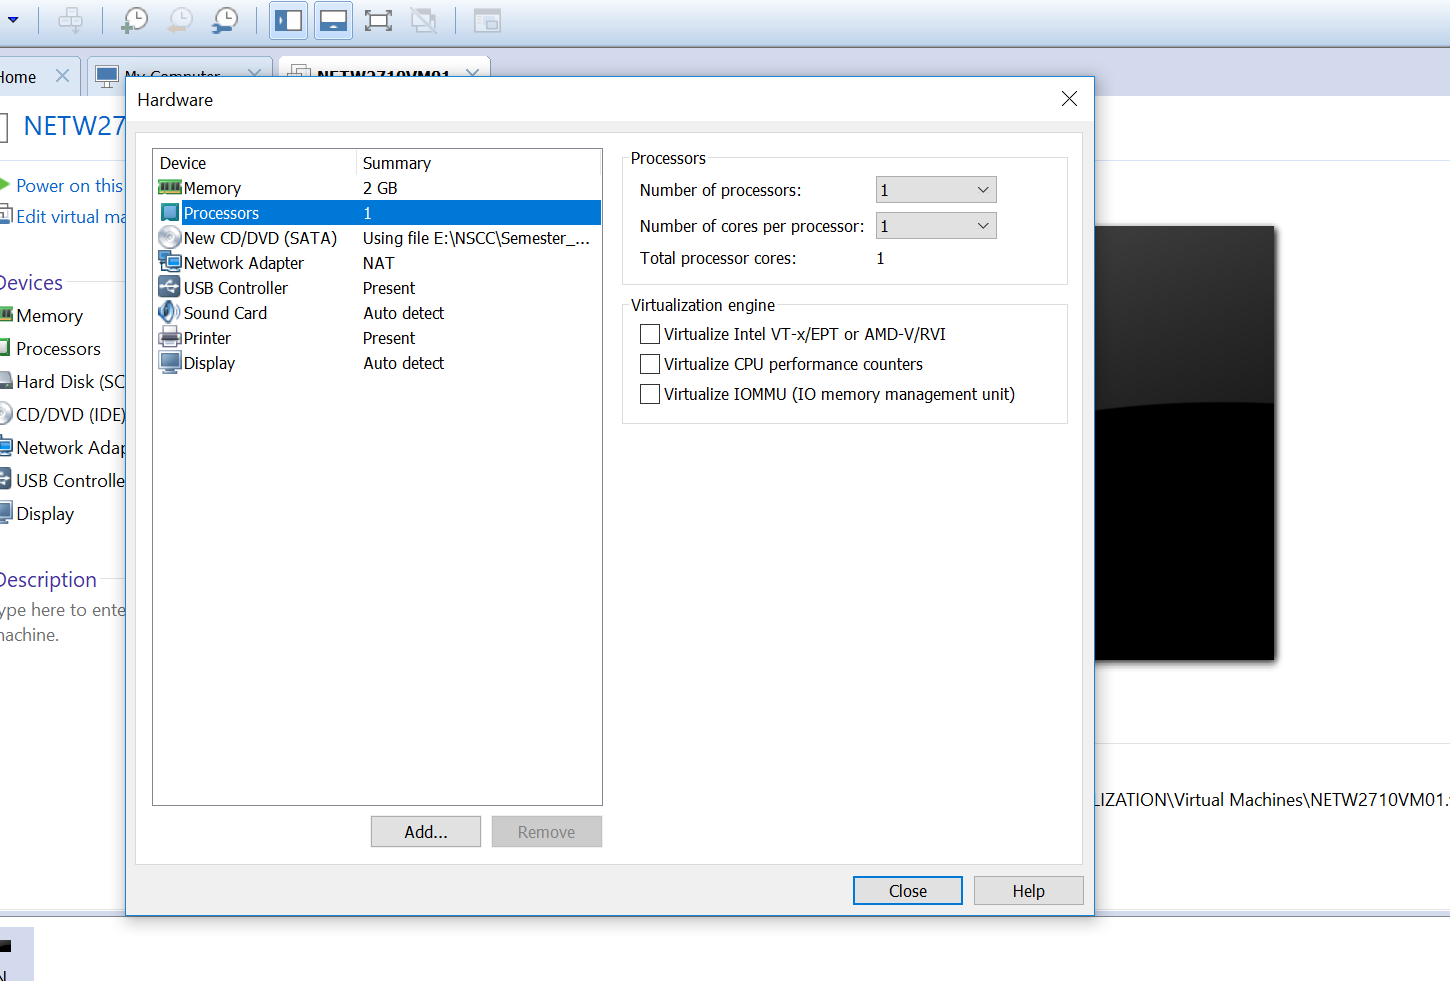 Home
My Computer
NETW2710VM01
NETW27
Hardware
Power on this
Edit virtual ma
Devices
Memory
Processors
Hard Disk (SC
CD/DVD (IDE)
Network Adap
USB Controlle
Display
Description
ype here to ente
nachine.
Device Summary
Memory 2 GB
Processors 1
New CD/DVD (SATA) Using file E:\NSCC\Semester_...
Network Adapter NAT
USB Controller Present
Sound Card Auto detect
Printer Present
Display Auto detect
Add... Remove
Processors
Number of processors: 1
Number of cores per processor: 1
Total processor cores: 1
Virtualization engine
Virtualize Intel VT-x/EPT or AMD-V/RVI
Virtualize CPU performance counters
Virtualize IOMMU (IO memory management unit)
Close Help
LIZATION\Virtual Machines\NETW2710VM01.